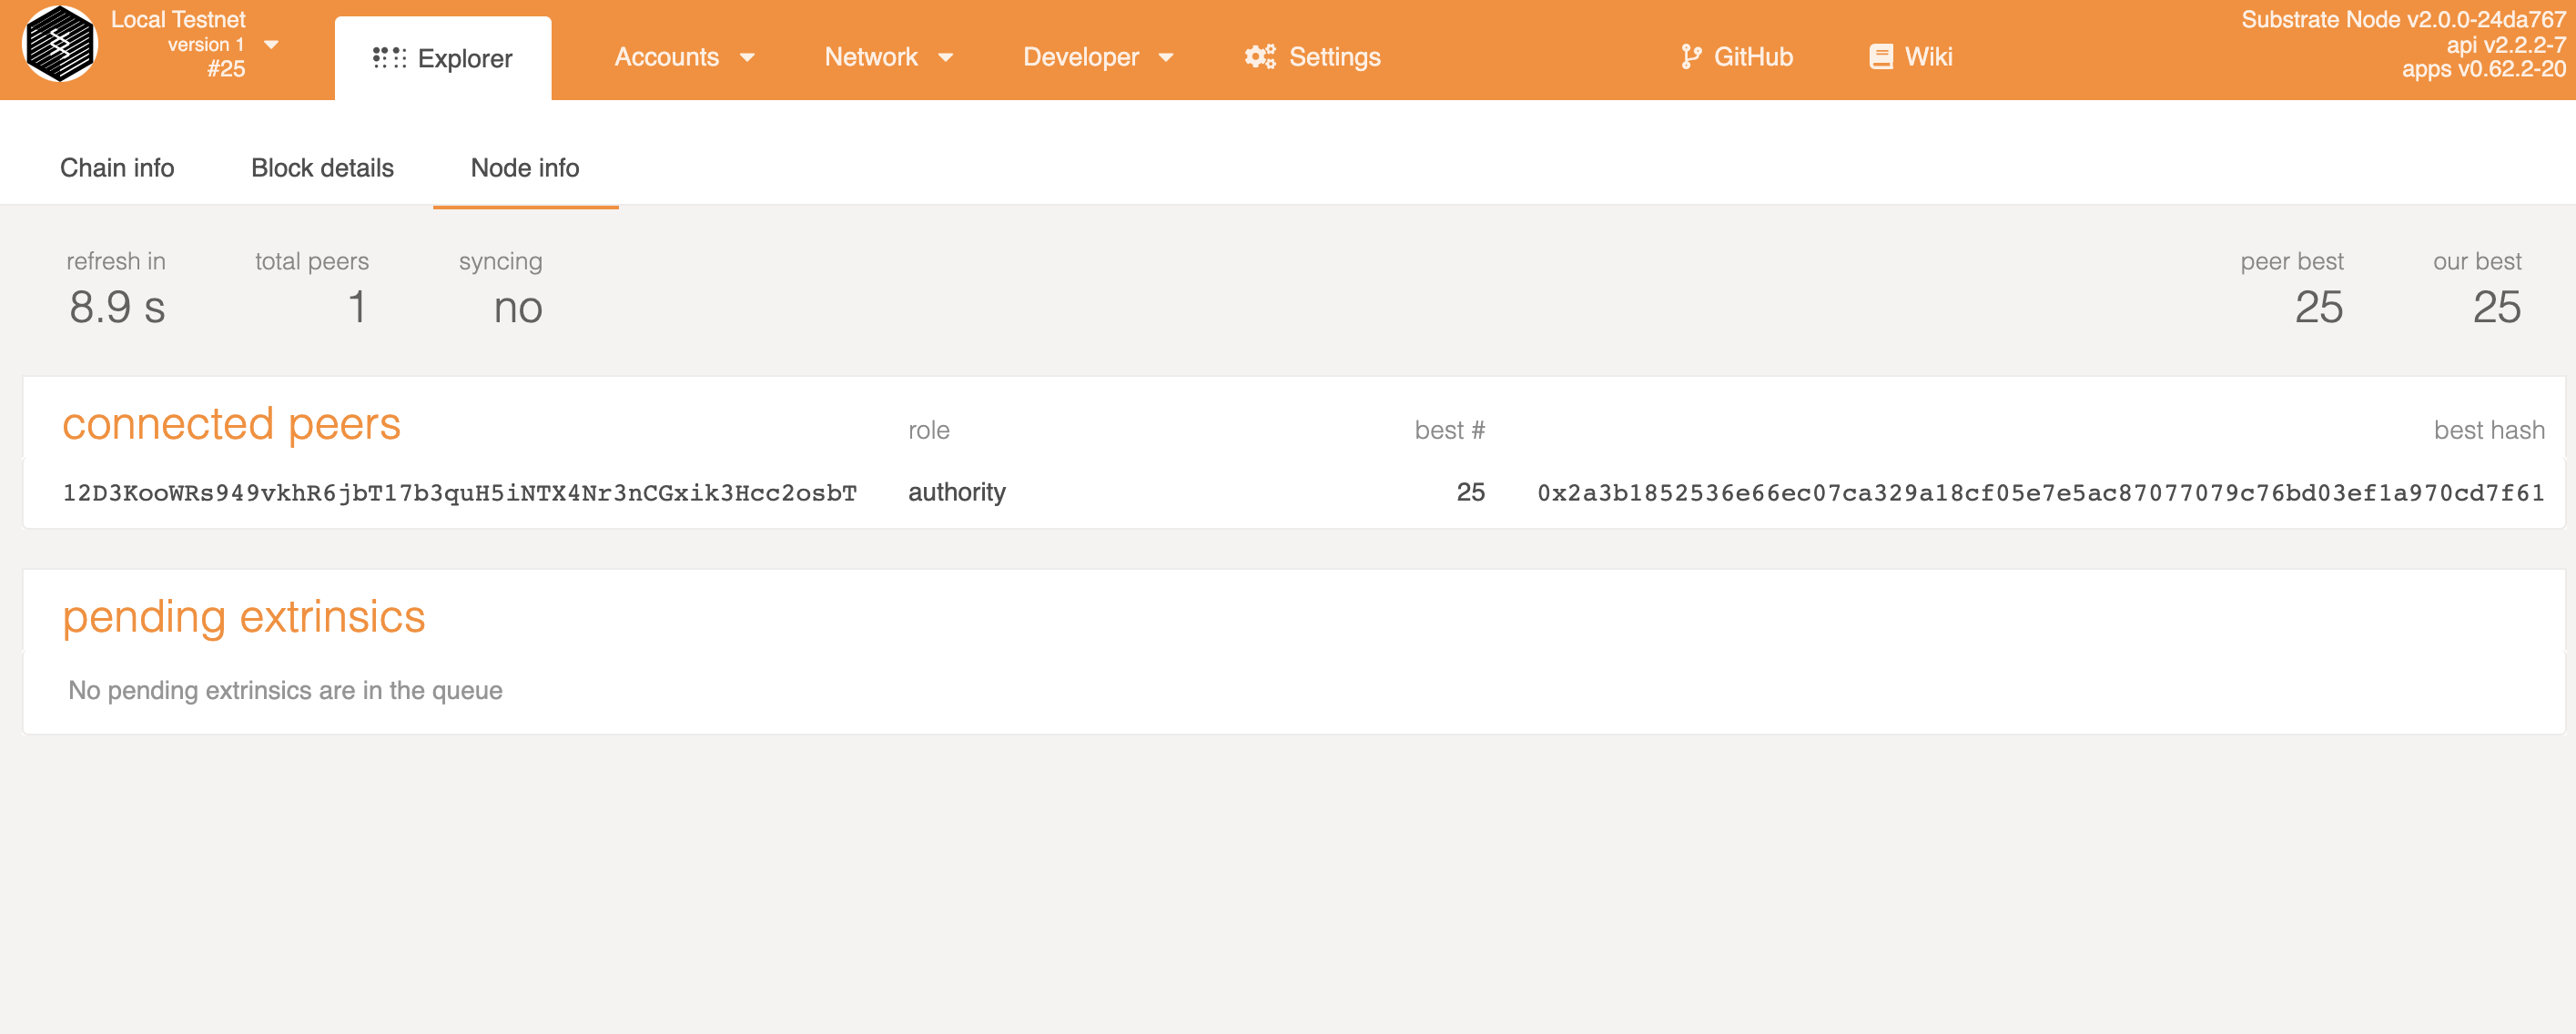 Local Testnet
version 1
#25
Explorer
Accounts
Network
Developer
Settings
GitHub
Wiki
Substrate Node v2.0.0-24da767
api v2.2.2-7
apps v0.62.2-20
Chain info
Block details
Node info
refresh in
8.9 s
total peers
1
syncing
no
peer best
25
our best
25
connected peers
role
best #
best hash
12D3KooWRs949vkhR6jbT17b3quH5iNTX4Nr3nCGxik3Hcc2osbT
authority
25
0x2a3b1852536e66ec07ca329a18cf05e7e5ac87077079c76bd03ef1a970cd7f61
pending extrinsics
No pending extrinsics are in the queue